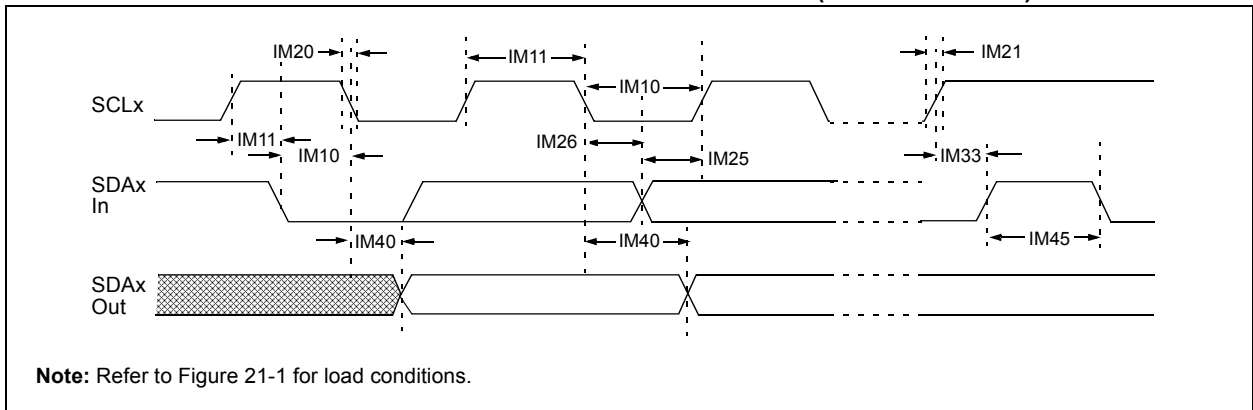 IM20
IM11
IM21
IM10
SCLx
IM11
IM26
IM10
IM25
IM33
SDAx
In
IM40
IM40
IM45
SDAx
Out
Note: Refer to Figure 21-1 for load conditions.